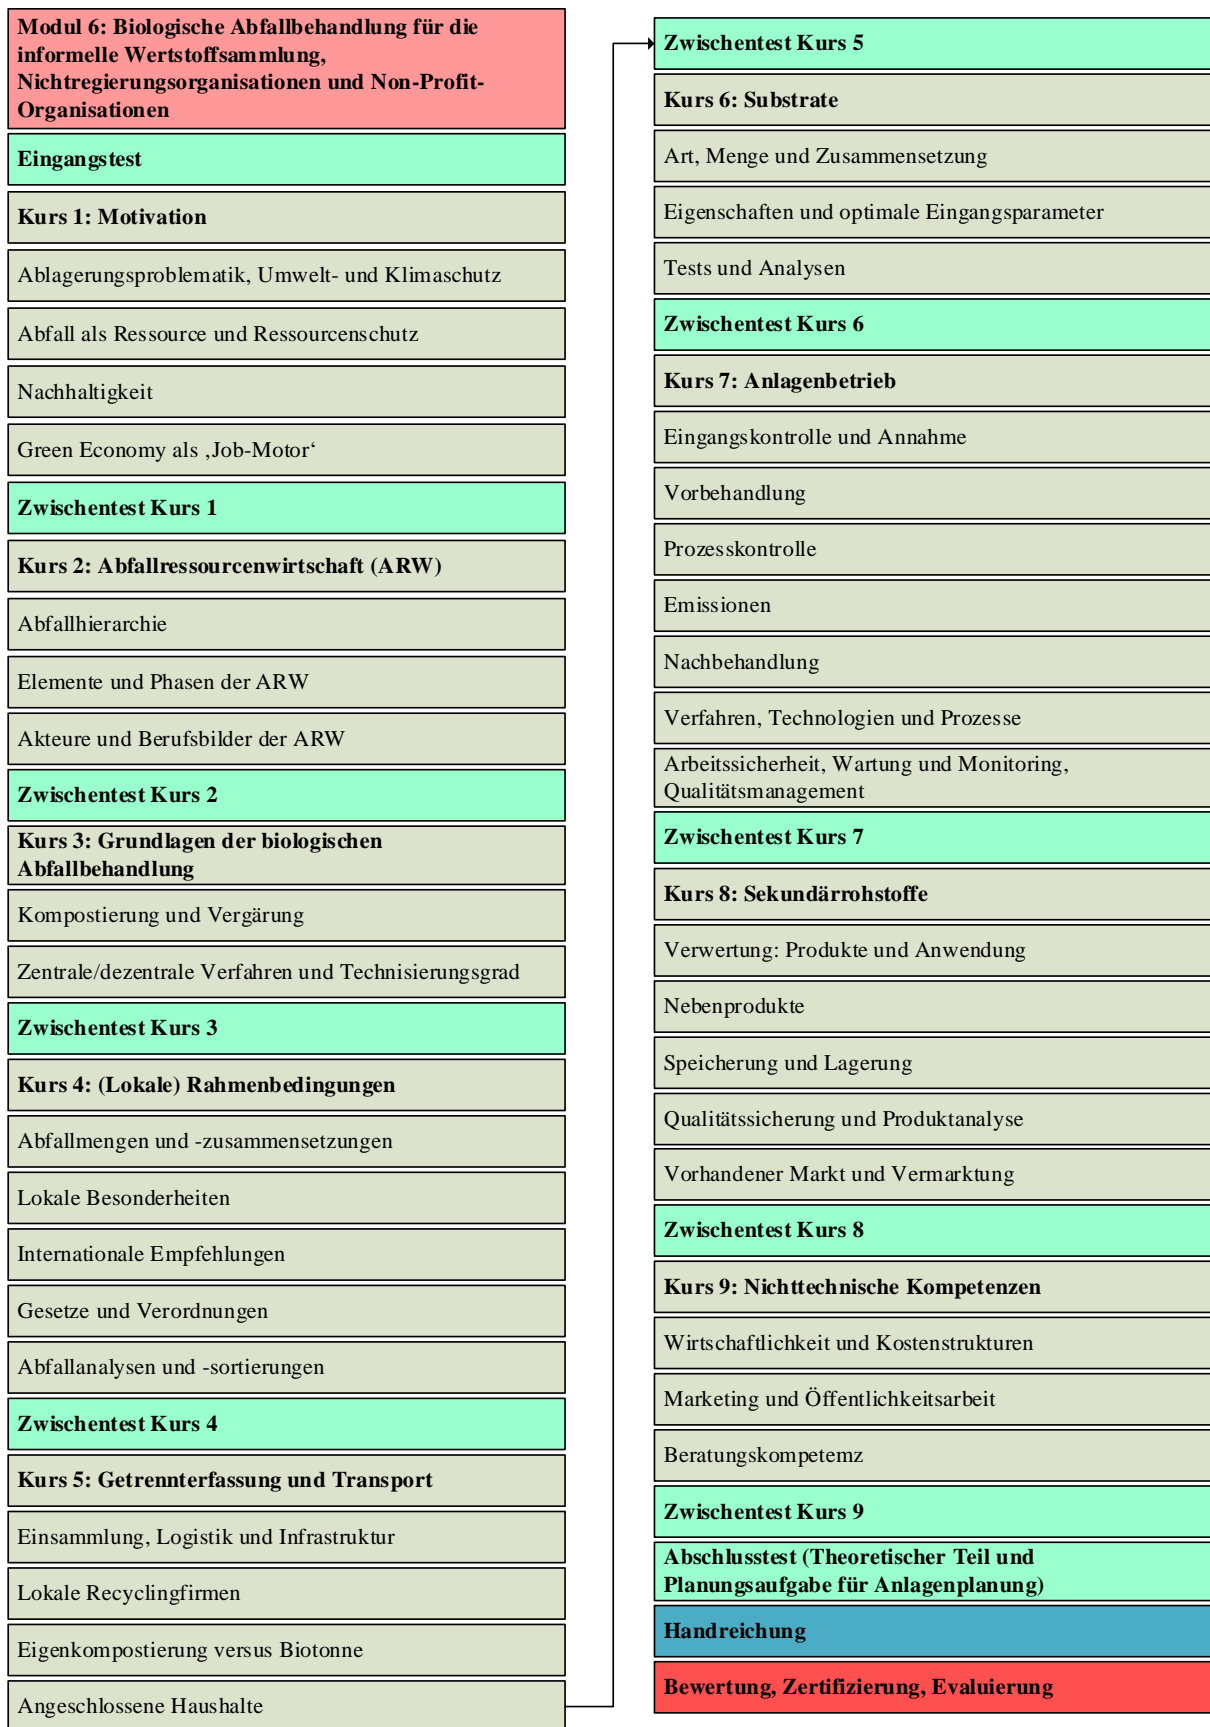 Modul 6: Biologische Abfallbehandlung für die
informelle Wertstoffsammlung,
Nichtregierungsorganisationen und Non-Profit-
Organisationen
Eingangstest
Kurs 1: Motivation
Ablagerungsproblematik, Umwelt- und Klimaschutz
Abfall als Ressource und Ressourcenschutz
Nachhaltigkeit
Green Economy als ‚Job-Motor‘
Zwischentest Kurs 1
Kurs 2: Abfallressourcenwirtschaft (ARW)
Abfallhierarchie
Elemente und Phasen der ARW
Akteure und Berufsbilder der ARW
Zwischentest Kurs 2
Kurs 3: Grundlagen der biologischen
Abfallbehandlung
Kompostierung und Vergärung
Zentrale/dezentrale Verfahren und Technisierungsgrad
Zwischentest Kurs 3
Kurs 4: (Lokale) Rahmenbedingungen
Abfallmengen und -zusammensetzungen
Lokale Besonderheiten
Internationale Empfehlungen
Gesetze und Verordnungen
Abfallanalysen und -sortierungen
Zwischentest Kurs 4
Kurs 5: Getrennterfassung und Transport
Einsammlung, Logistik und Infrastruktur
Lokale Recyclingfirmen
Eigenkompostierung versus Biotonne
Angeschlossene Haushalte
Zwischentest Kurs 5
Kurs 6: Substrate
Art, Menge und Zusammensetzung
Eigenschaften und optimale Eingangsparameter
Tests und Analysen
Zwischentest Kurs 6
Kurs 7: Anlagenbetrieb
Eingangskontrolle und Annahme
Vorbehandlung
Prozesskontrolle
Emissionen
Nachbehandlung
Verfahren, Technologien und Prozesse
Arbeitssicherheit, Wartung und Monitoring,
Qualitätsmanagement
Zwischentest Kurs 7
Kurs 8: Sekundärrohstoffe
Verwertung: Produkte und Anwendung
Nebenprodukte
Speicherung und Lagerung
Qualitätssicherung und Produktanalyse
Vorhandener Markt und Vermarktung
Zwischentest Kurs 8
Kurs 9: Nichttechnische Kompetenzen
Wirtschaftlichkeit und Kostenstrukturen
Marketing und Öffentlichkeitsarbeit
Beratungskompetemz
Zwischentest Kurs 9
Abschlusstest (Theoretischer Teil und
Planungsaufgabe für Anlagenplanung)
Handreichung
Bewertung, Zertifizierung, Evaluierung